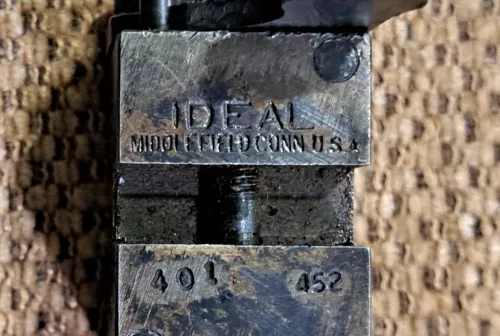 IDEAL
MIDDLEFIELD CONN. U.S.A
401 452